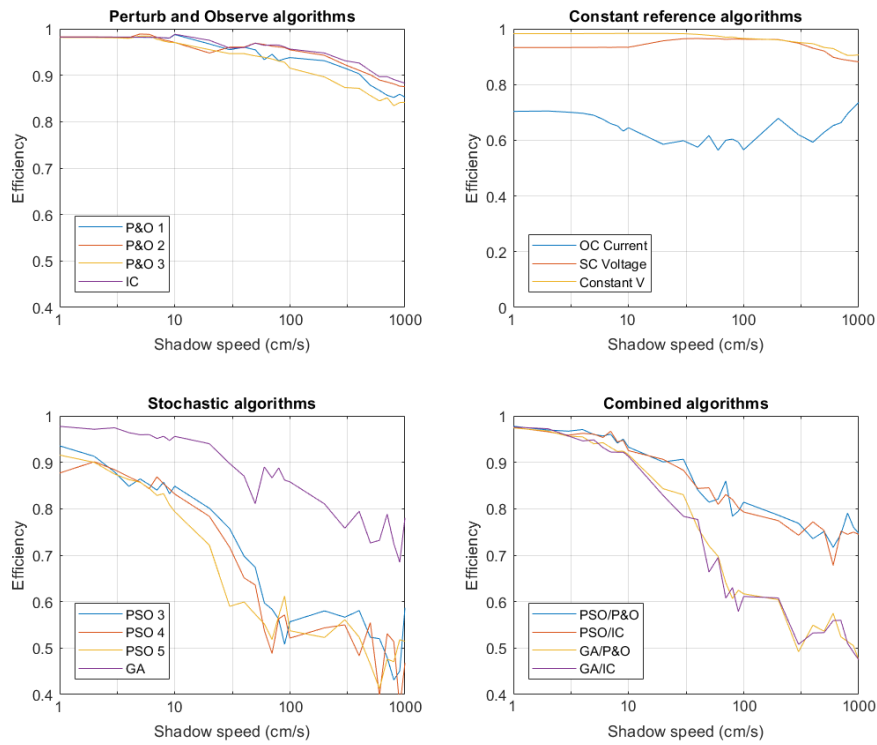 Perturb and Observe algorithms
1
0.9
0.8
0.7
0.6
0.5
0.4
Efficiency
P&O 1
P&O 2
P&O 3
IC
1
10
100
1000
Shadow speed (cm/s)
Constant reference algorithms
1
0.8
0.6
0.4
0.2
0
Efficiency
OC Current
SC Voltage
Constant V
1
10
100
1000
Shadow speed (cm/s)
Stochastic algorithms
1
0.9
0.8
0.7
0.6
0.5
0.4
Efficiency
PSO 3
PSO 4
PSO 5
GA
1
10
100
1000
Shadow speed (cm/s)
Combined algorithms
1
0.9
0.8
0.7
0.6
0.5
0.4
Efficiency
PSO/P&O
PSO/IC
GA/P&O
GA/IC
1
10
100
1000
Shadow speed (cm/s)